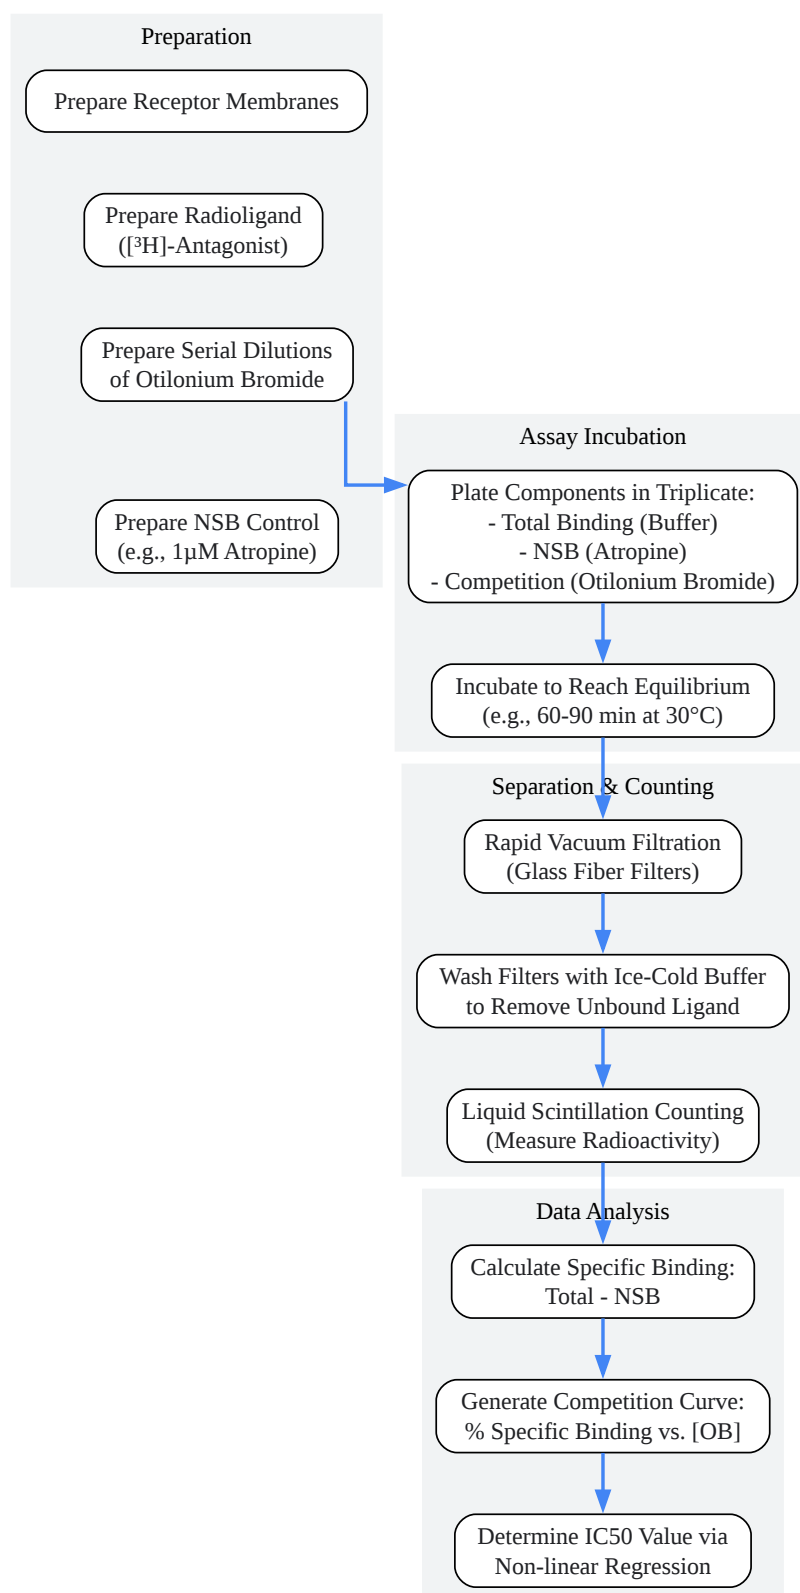 Preparation
Prepare Receptor Membranes
Prepare Radioligand
([³H]-Antagonist)
Prepare Serial Dilutions
of Otilonium Bromide
Prepare NSB Control
(e.g., 1µM Atropine)
Assay Incubation
Plate Components in Triplicate:
- Total Binding (Buffer)
- NSB (Atropine)
- Competition (Otilonium Bromide)
Incubate to Reach Equilibrium
(e.g., 60-90 min at 30°C)
Separation & Counting
Rapid Vacuum Filtration
(Glass Fiber Filters)
Wash Filters with Ice-Cold Buffer
to Remove Unbound Ligand
Liquid Scintillation Counting
(Measure Radioactivity)
Data Analysis
Calculate Specific Binding:
Total - NSB
Generate Competition Curve:
% Specific Binding vs. [OB]
Determine IC50 Value via
Non-linear Regression